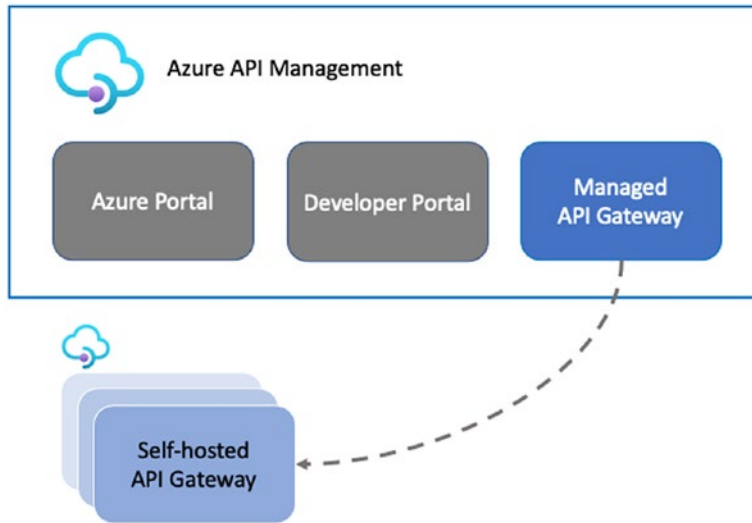 Azure API Management
Azure Portal
Developer Portal
Managed
API Gateway
Self-hosted
API Gateway